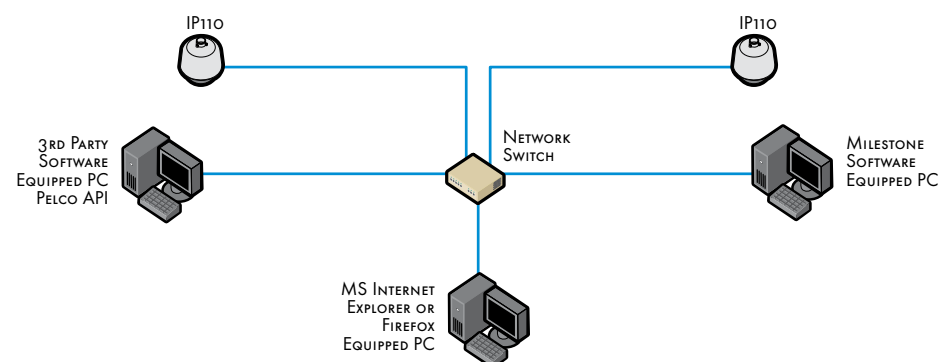 IP110
IP110
3rd Party
Software
Equipped PC
Pelco API
Network
Switch
Milestone
Software
Equipped PC
MS Internet
Explorer or
Firefox
Equipped PC